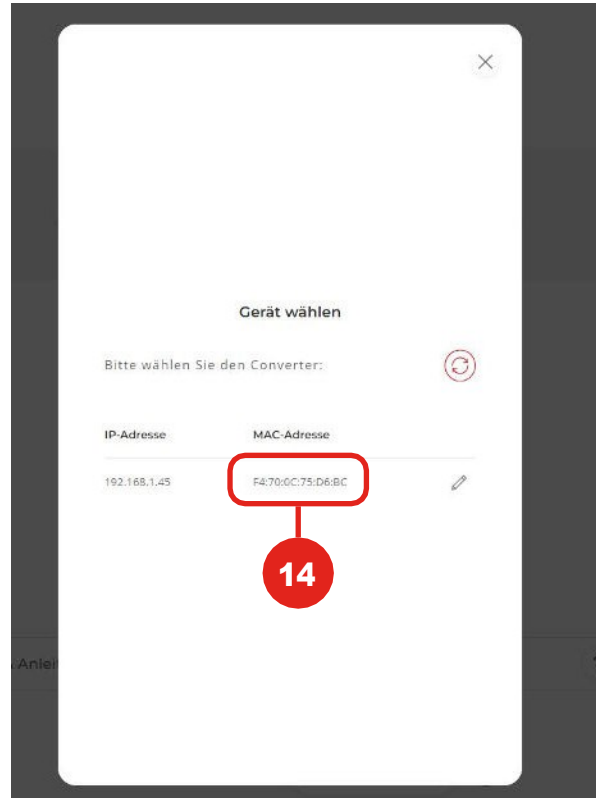 Gerät wählen
Bitte wählen Sie den Converter:
IP-Adresse MAC-Adresse
192.168.1.45 F4:70:0C:75:D6:BC
14
Anlei